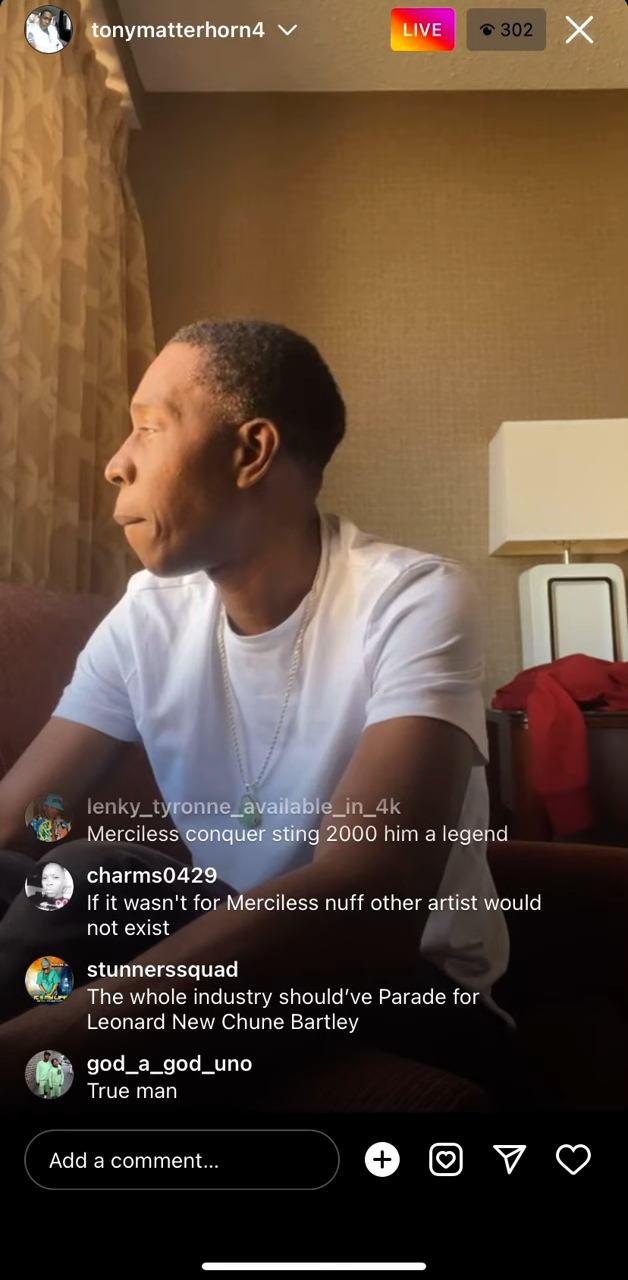 tonymatterhorn4
LIVE
302
lenky_tyronne_available_in_4k
Merciless conquer sting 2000 him a legend
charms0429
If it wasn't for Merciless nuff other artist would
not exist
stunnerssquad
The whole industry should’ve Parade for
Leonard New Chune Bartley
god_a_god_uno
True man
Add a comment...